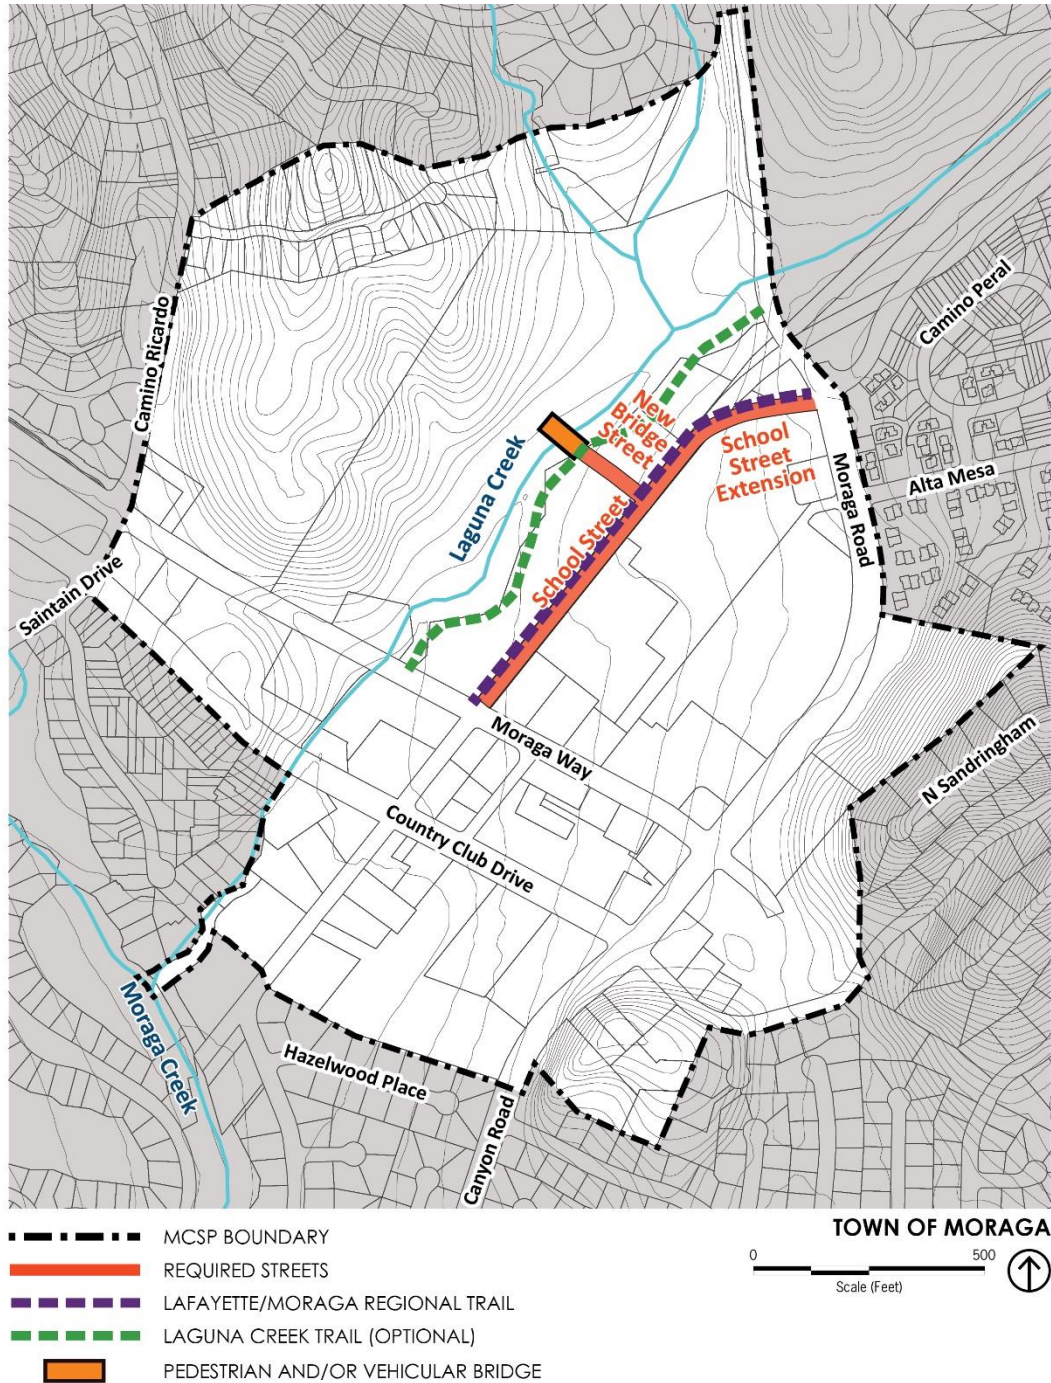 Camino Ricardo
Camino Peral
New
Bridge
Street
School
Street
Extension
Alta Mesa
Moraga Road
Laguna Creek
School Street
Saintain Drive
Moraga Way
N Sandringham
Country Club Drive
Moraga Creek
Hazelwood Place
Canyon Road
MCSP BOUNDARY
REQUIRED STREETS
LAFAYETTE/MORAGA REGIONAL TRAIL
LAGUNA CREEK TRAIL (OPTIONAL)
PEDESTRIAN AND/OR VEHICULAR BRIDGE
TOWN OF MORAGA
0 500
Scale (Feet)